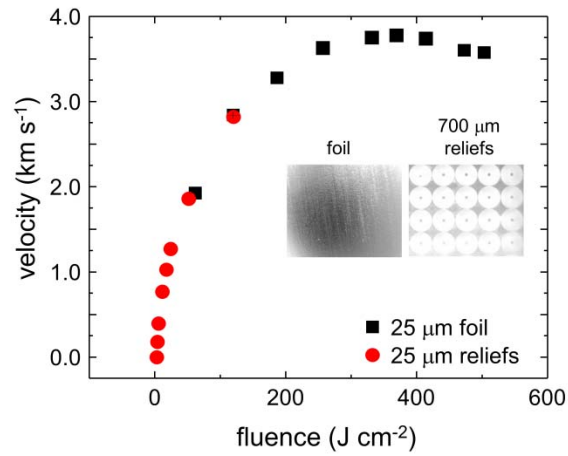 4.0
3.0
2.0
1.0
0.0
velocity (km s-1)
foil
700 μm
reliefs
25 μm foil
25 μm reliefs
0
200
400
600
fluence (J cm-2)